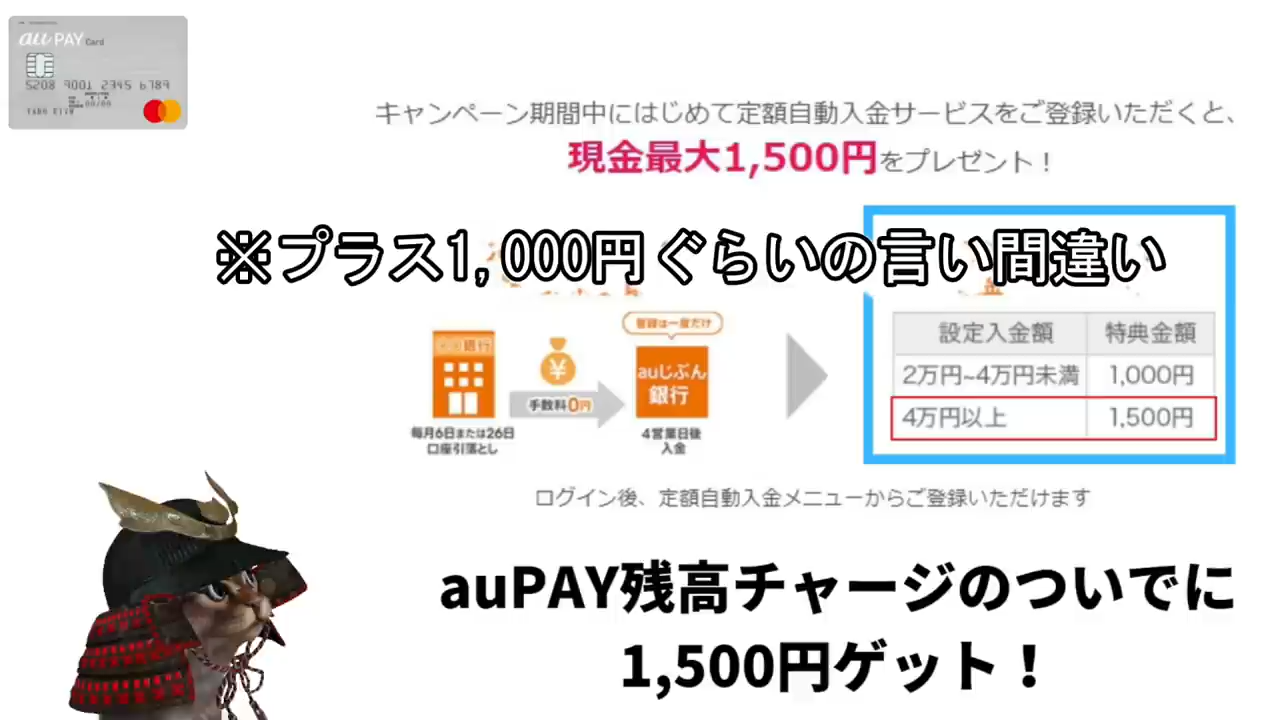 au PAY Card
5208 9001 2345 6789
00/00
キャンペーン期間中にはじめて定額自動入金サービスをご登録いただくと、
現金最大1,500円をプレゼント！
※プラス1,000円ぐらいの言い間違い
登録は一度だけ
銀行
¥
auじぶん
銀行
手数料0円
毎月6日または26日
口座引落とし
4営業日後
入金
設定入金額 特典金額
2万円~4万円未満 1,000円
4万円以上 1,500円
ログイン後、定額自動入金メニューからご登録いただけます
auPAY残高チャージのついでに
1,500円ゲット！